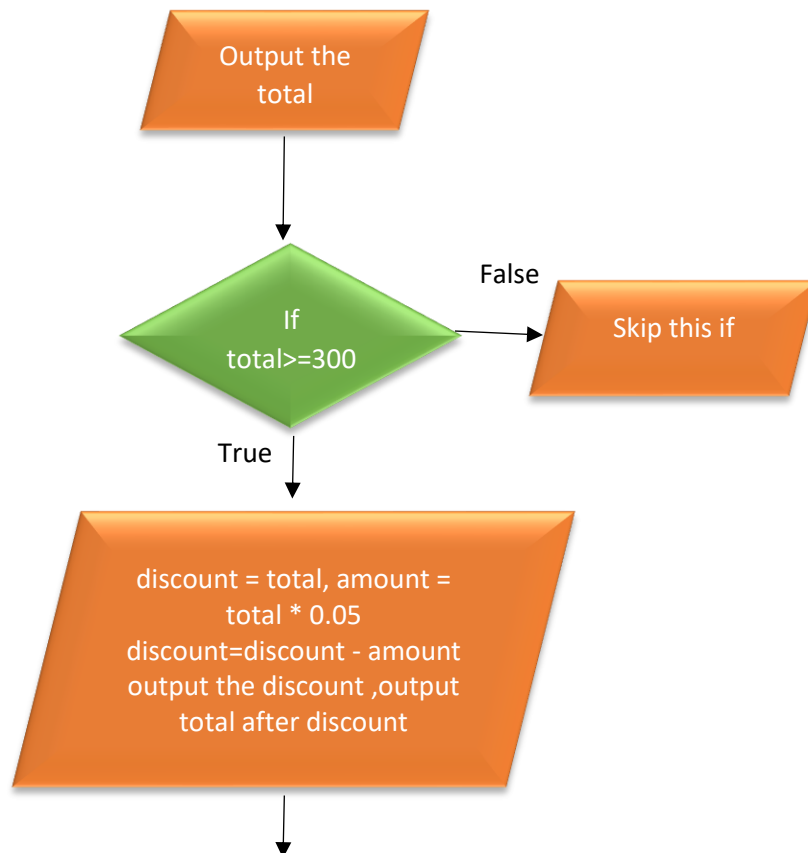 Output the
total
False
If
total>=300
Skip this if
True
discount = total, amount =
total * 0.05
discount=discount - amount
output the discount ,output
total after discount